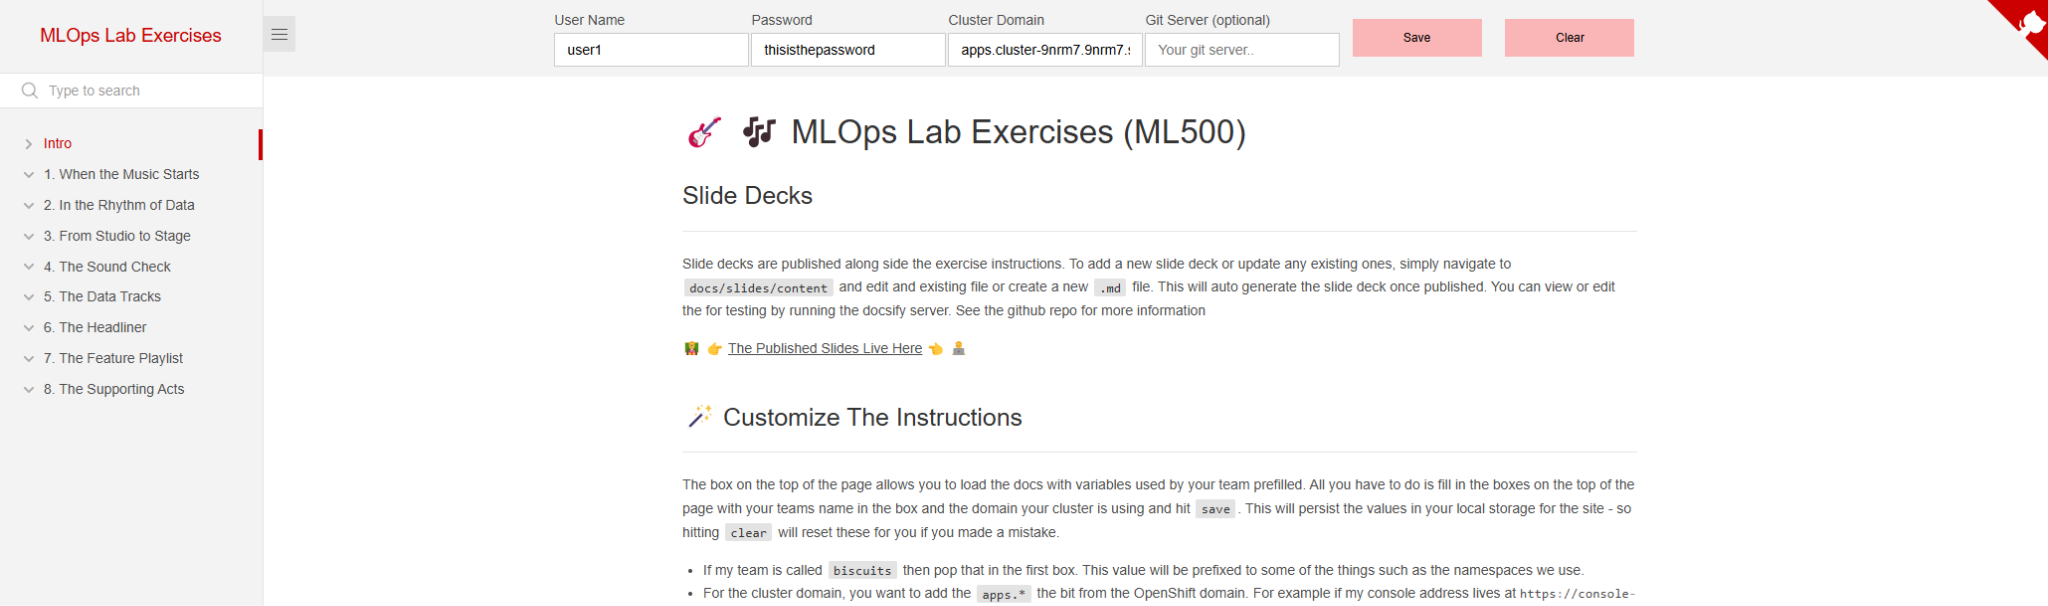 MLOps Lab Exercises
User Name
Password
Cluster Domain
Git Server (optional)
user1
thisisthepassword
apps.cluster-9nrm7.9nrm7.
Your git server..
Save
Clear
Type to search
Intro
1. When the Music Starts
2. In the Rhythm of Data
3. From Studio to Stage
4. The Sound Check
5. The Data Tracks
6. The Headliner
7. The Feature Playlist
8. The Supporting Acts
MLOps Lab Exercises (ML500)
Slide Decks
Slide decks are published along side the exercise instructions. To add a new slide deck or update any existing ones, simply navigate to
docs/slides/content and edit and existing file or create a new .md file. This will auto generate the slide deck once published. You can view or edit
the for testing by running the docsify server. See the github repo for more information
The Published Slides Live Here
Customize The Instructions
The box on the top of the page allows you to load the docs with variables used by your team prefilled. All you have to do is fill in the boxes on the top of the
page with your teams name in the box and the domain your cluster is using and hit save . This will persist the values in your local storage for the site - so
hitting clear will reset these for you if you made a mistake.
• If my team is called biscuits then pop that in the first box. This value will be prefixed to some of the things such as the namespaces we use.
• For the cluster domain, you want to add the apps.* the bit from the OpenShift domain. For example if my console address lives at https://console-